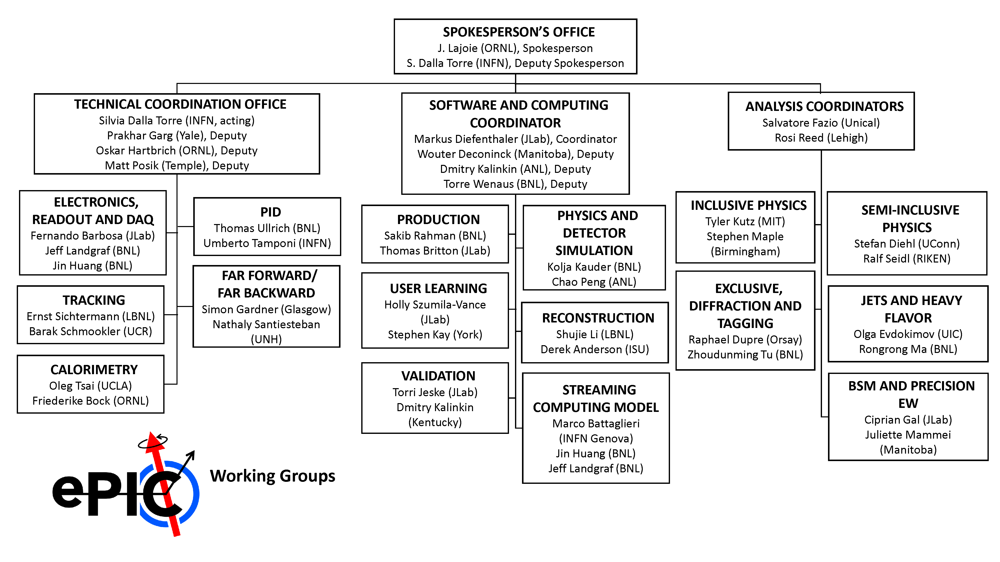 SPOKESPERSON'S OFFICE
J. Lajoie (ORNL), Spokesperson
S. Dalla Torre (INFN), Deputy Spokesperson
TECHNICAL COORDINATION OFFICE
Silvia Dalla Torre (INFN, acting)
Prakhar Garg (Yale), Deputy
Oskar Hartbrich (ORNL), Deputy
Matt Posik (Temple), Deputy
ELECTRONICS,
READOUT AND DAQ
Fernando Barbosa (JLab)
Jeff Landgraf (BNL)
Jin Huang (BNL)
PID
Thomas Ullrich (BNL)
Umberto Tamponi (INFN)
TRACKING
Ernst Sichtermann (LBNL)
Barak Schmookler (UCR)
FAR FORWARD/
FAR BACKWARD
Simon Gardner (Glasgow)
Nathaly Santiesteban
(UNH)
CALORIMETRY
Oleg Tsai (UCLA)
Friederike Bock (ORNL)
SOFTWARE AND COMPUTING
COORDINATOR
Markus Diefenthaler (JLab), Coordinator
Wouter Deconinck (Manitoba), Deputy
Dmitry Kalinkin (ANL), Deputy
Torre Wenaus (BNL), Deputy
PRODUCTION
Sakib Rahman (BNL)
Thomas Britton (JLab)
PHYSICS AND
DETECTOR
SIMULATION
Kolja Kauder (BNL)
Chao Peng (ANL)
USER LEARNING
Holly Szumila-Vance
(JLab)
Stephen Kay (York)
RECONSTRUCTION
Shujie Li (LBNL)
Derek Anderson (ISU)
VALIDATION
Torri Jeske (JLab)
Dmitry Kalinkin
(Kentucky)
STREAMING
COMPUTING MODEL
Marco Battaglieri
(INFN Genova)
Jin Huang (BNL)
Jeff Landgraf (BNL)
ANALYSIS COORDINATORS
Salvatore Fazio (Unical)
Rosi Reed (Lehigh)
INCLUSIVE PHYSICS
Tyler Kutz (MIT)
Stephen Maple
(Birmingham)
SEMI-INCLUSIVE
PHYSICS
Stefan Diehl (UConn)
Ralf Seidl (RIKEN)
EXCLUSIVE,
DIFFRACTION AND
TAGGING
Raphael Dupre (Orsay)
Zhoudunming Tu (BNL)
JETS AND HEAVY
FLAVOR
Olga Evdokimov (UIC)
Rongrong Ma (BNL)
BSM AND PRECISION
EW
Ciprian Gal (JLab)
Juliette Mammei
(Manitoba)
ePIC
Working Groups